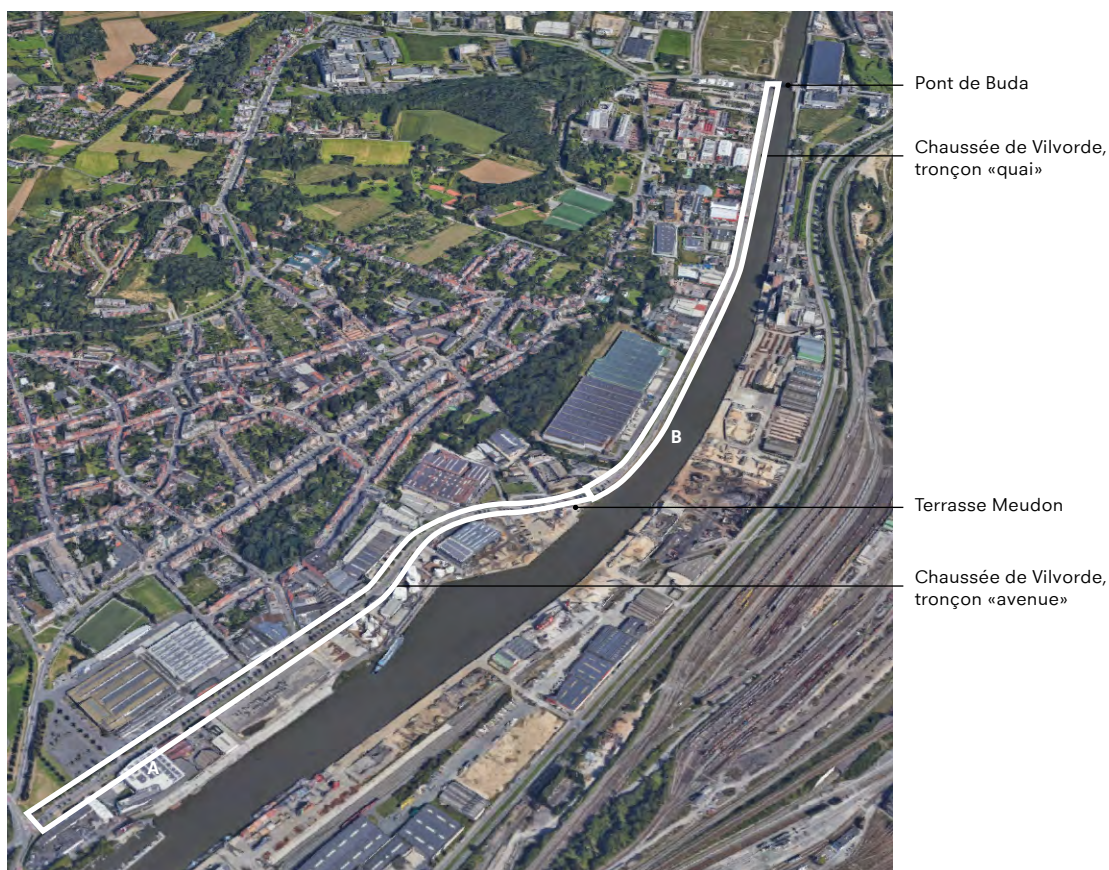 Pont de Buda
Chaussée de Vilvorde,
tronçon «quai»
B
Terrasse Meudon
Chaussée de Vilvorde,
tronçon «avenue»
A